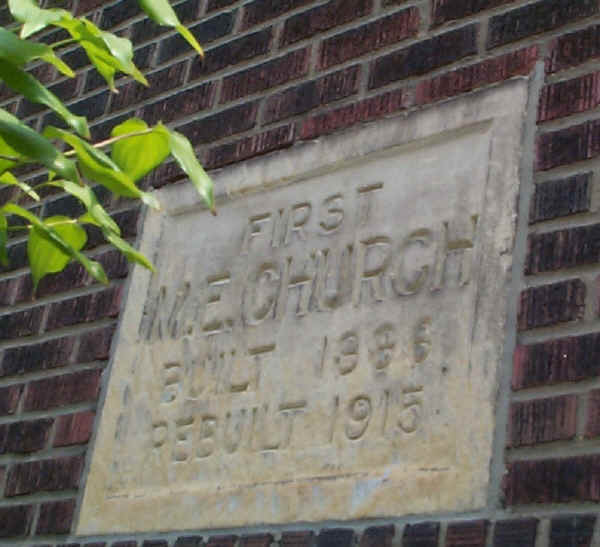 FIRST
M.E. CHURCH
BUILT 1886
REBUILT 1915